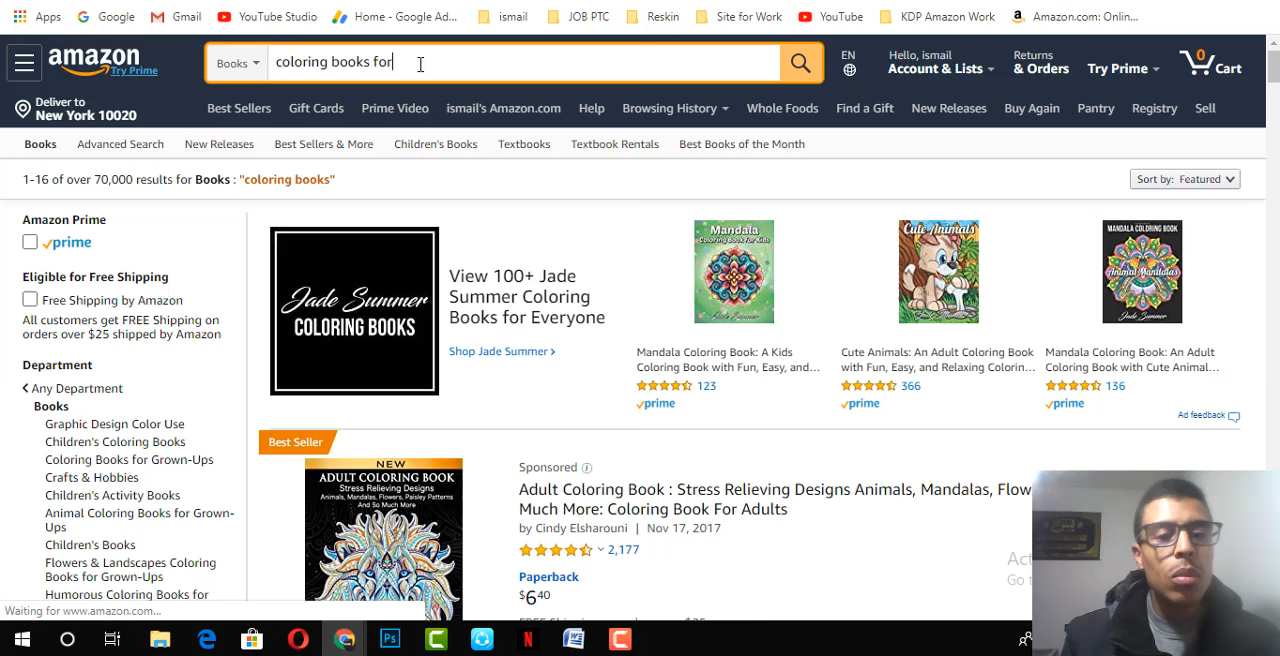 Apps Google Gmail YouTube Studio Home - Google Ad... ismail JOB PTC Reskin Site for Work YouTube KDP Amazon Work Amazon.com: Onlin...
amazon
Try Prime
Books
coloring books for
EN
Hello, ismail
Account & Lists
Returns
& Orders
Try Prime
0
Cart
Deliver to
New York 10020
Best Sellers Gift Cards Prime Video ismail's Amazon.com Help Browsing History Whole Foods Find a Gift New Releases Buy Again Pantry Registry Sell
Books Advanced Search New Releases Best Sellers & More Children's Books Textbooks Textbook Rentals Best Books of the Month
1-16 of over 70,000 results for Books : "coloring books"
Sort by: Featured
Amazon Prime
prime
Eligible for Free Shipping
Free Shipping by Amazon
All customers get FREE Shipping on
orders over $25 shipped by Amazon
Department
Any Department
Books
Graphic Design Color Use
Children's Coloring Books
Coloring Books for Grown-Ups
Crafts & Hobbies
Children's Activity Books
Animal Coloring Books for Grown-
Ups
Children's Books
Flowers & Landscapes Coloring
Books for Grown-Ups
Humorous Coloring Books for
Waiting for www.amazon.com...
Jade Summer
COLORING BOOKS
View 100+ Jade
Summer Coloring
Books for Everyone
Shop Jade Summer
Mandala
Coloring Book for Kids
Jade Summer
Mandala Coloring Book: A Kids
Coloring Book with Fun, Easy, and...
123
prime
Cute Animals
Jade Summer
Cute Animals: An Adult Coloring Book
with Fun, Easy, and Relaxing Colorin...
366
prime
MANDALA COLORING BOOK
Animal Mandalas
Jade Summer
Mandala Coloring Book: An Adult
Coloring Book with Cute Animal...
136
prime
Ad feedback
Best Seller
NEW
ADULT COLORING BOOK
Stress Relieving Designs
Animals, Mandalas, Flowers, Paisley Patterns
And So Much More
Sponsored
Adult Coloring Book : Stress Relieving Designs Animals, Mandalas, Flow
Much More: Coloring Book For Adults
by Cindy Elsharouni | Nov 17, 2017
2,177
Paperback
$6.40
Act
Go t